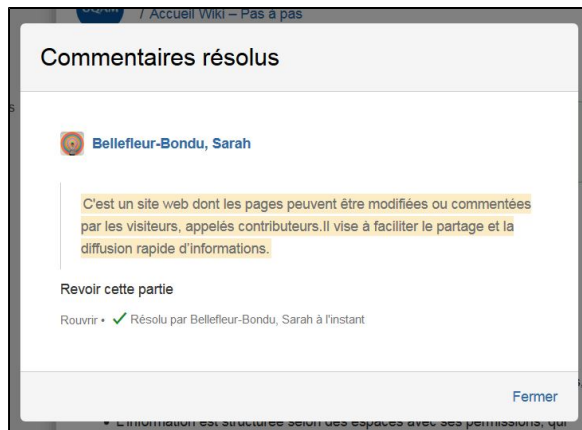 / Accueil Wiki – Pas à pas
Commentaires résolus
s
Bellefleur-Bondu, Sarah
C'est un site web dont les pages peuvent être modifiées ou commentées
par les visiteurs, appelés contributeurs.Il vise à faciliter le partage et la
diffusion rapide d'informations.
Revoir cette partie
Rouvrir • ✓ Résolu par Bellefleur-Bondu, Sarah à l'instant
Fermer
• L'information est structurée selon des espaces avec ses permissions, qui